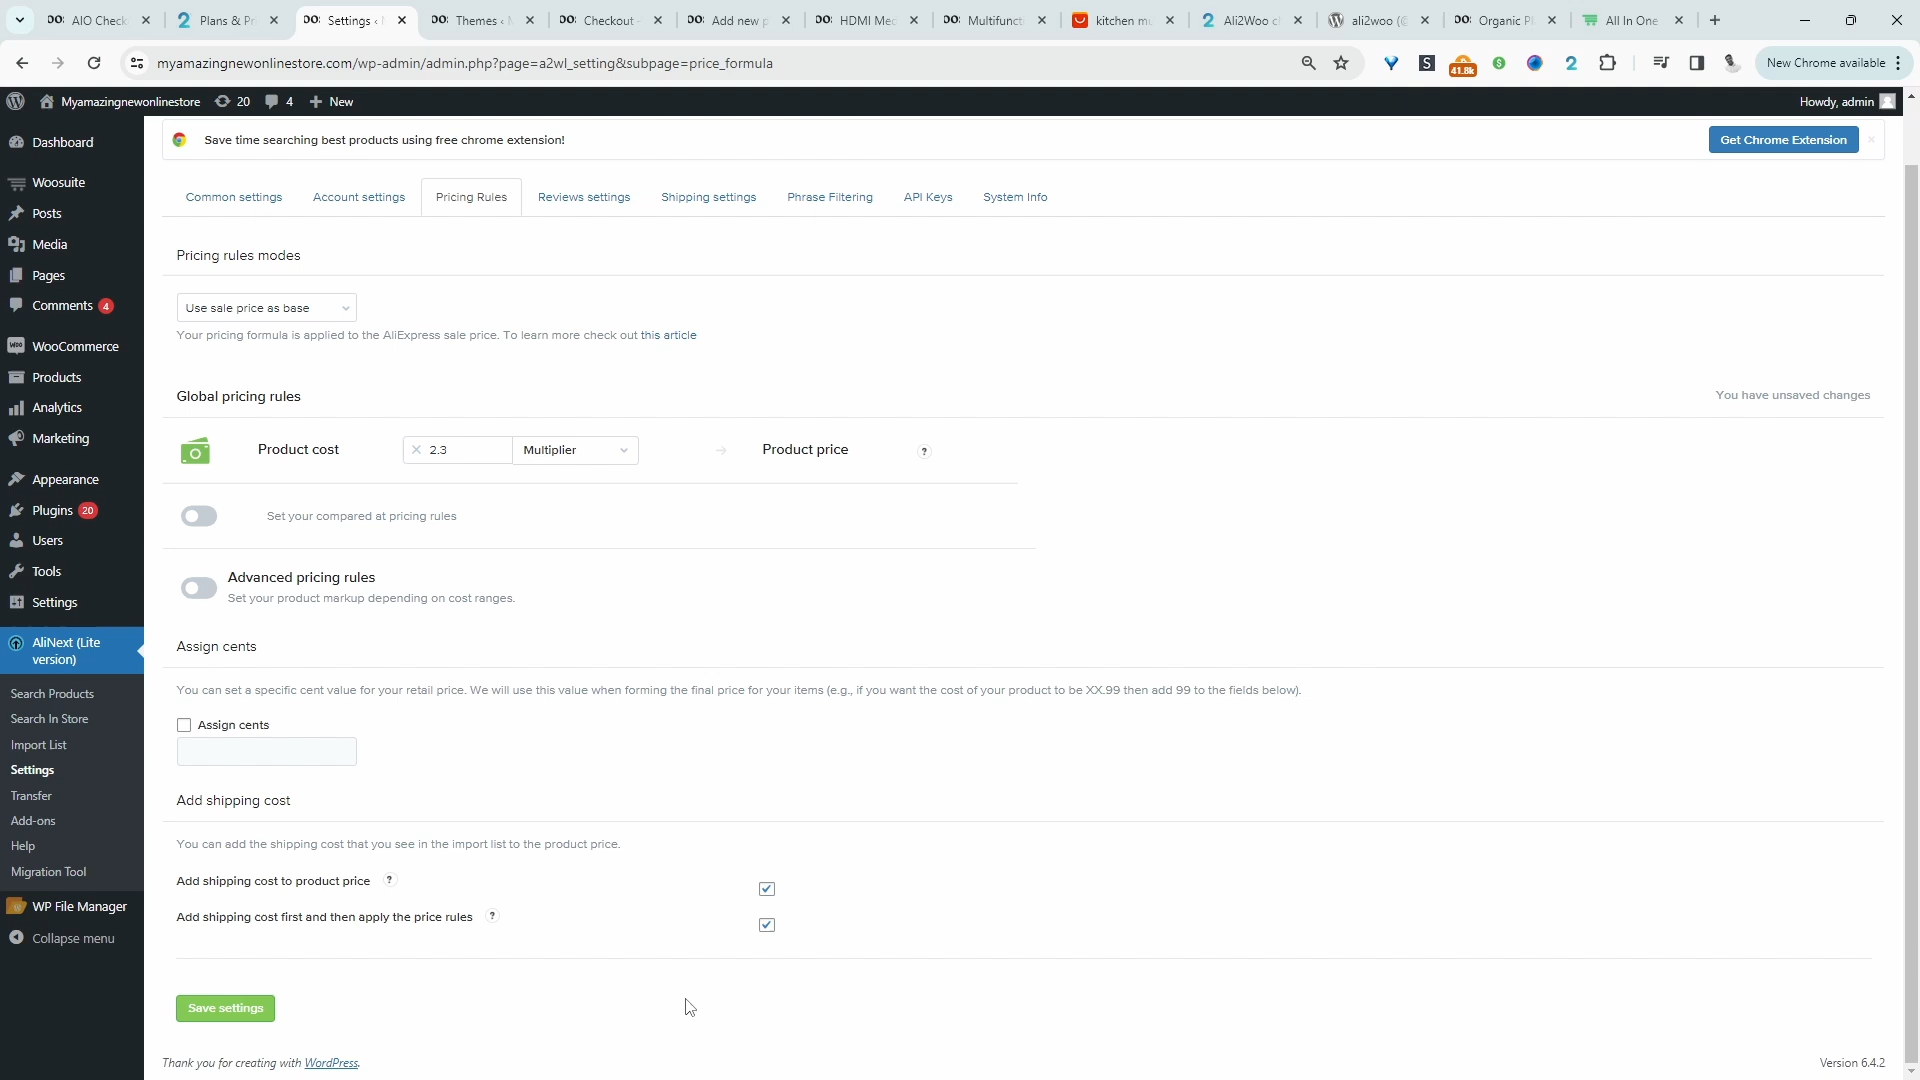 AIO Check
Plans & Pr
Settings ‹
Themes ‹
Checkout -
Add new p
HDMI Mec
Multifunct
kitchen mu
Ali2Woo c
ali2woo (
Organic Pl
All In One
myamazingnewonlinestore.com/wp-admin/admin.php?page=a2wl_setting&subpage=price_formula
S
41.8k
New Chrome available
Myamazingnewonlinestore
20
4
New
Howdy, admin
Save time searching best products using free chrome extension!
Get Chrome Extension
Dashboard
Woosuite
Posts
Media
Pages
Comments 4
WooCommerce
Products
Analytics
Marketing
Appearance
Plugins 20
Users
Tools
Settings
AliNext (Lite
version)
Search Products
Search In Store
Import List
Settings
Transfer
Add-ons
Help
Migration Tool
WP File Manager
Collapse menu
Common settings
Account settings
Pricing Rules
Reviews settings
Shipping settings
Phrase Filtering
API Keys
System Info
Pricing rules modes
Use sale price as base
Your pricing formula is applied to the AliExpress sale price. To learn more check out this article
Global pricing rules
You have unsaved changes
Product cost
2.3
Multiplier
Product price
?
Set your compared at pricing rules
Advanced pricing rules
Set your product markup depending on cost ranges.
Assign cents
You can set a specific cent value for your retail price. We will use this value when forming the final price for your items (e.g., if you want the cost of your product to be XX.99 then add 99 to the fields below).
Assign cents
Add shipping cost
You can add the shipping cost that you see in the import list to the product price.
Add shipping cost to product price ?
Add shipping cost first and then apply the price rules ?
Save settings
Thank you for creating with WordPress.
Version 6.4.2